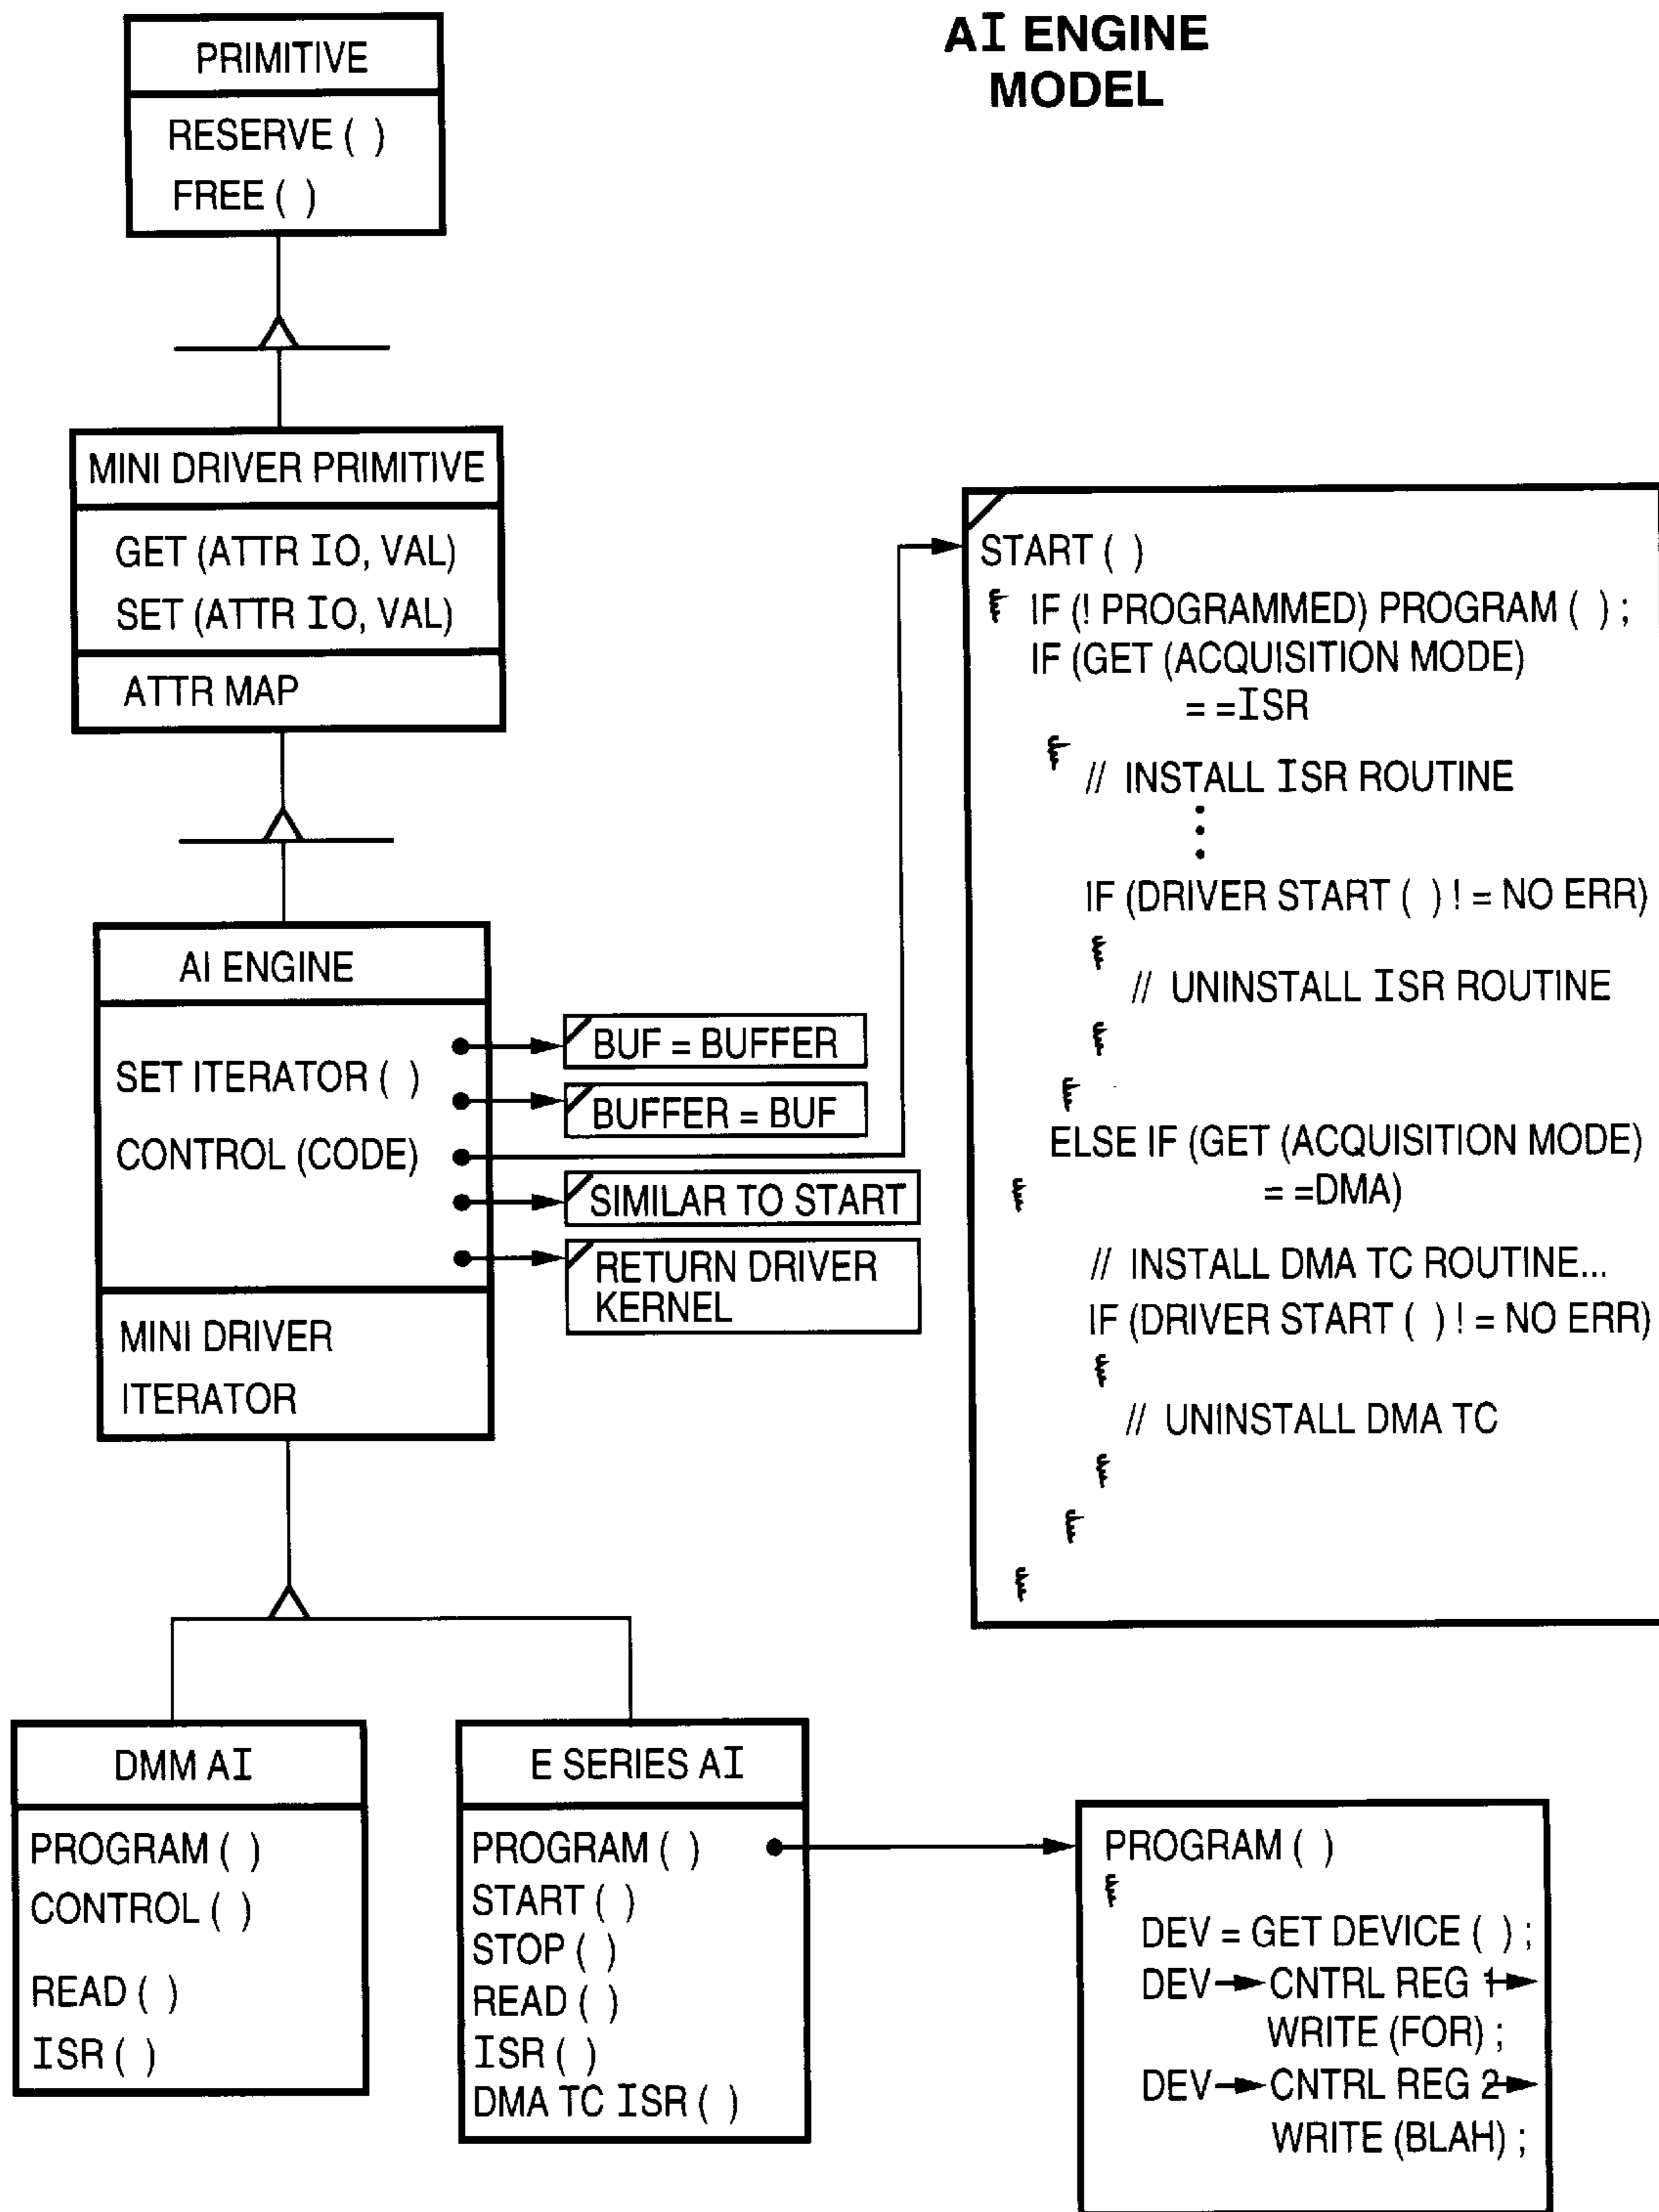 AI ENGINE
MODEL
PRIMITIVE
RESERVE ( )
FREE ( )
MINI DRIVER PRIMITIVE
GET (ATTR IO, VAL)
SET (ATTR IO, VAL)
ATTR MAP
AI ENGINE
SET ITERATOR ( )
CONTROL (CODE)
MINI DRIVER
ITERATOR
BUF = BUFFER
BUFFER = BUF
SIMILAR TO START
RETURN DRIVER
KERNEL
START ( )
{ IF (! PROGRAMMED) PROGRAM ( ) ;
IF (GET (ACQUISITION MODE)
= =ISR
{
// INSTALL ISR ROUTINE
IF (DRIVER START ( ) ! = NO ERR)
{
// UNINSTALL ISR ROUTINE
{
{
ELSE IF (GET (ACQUISITION MODE)
{ = =DMA)
// INSTALL DMA TC ROUTINE...
IF (DRIVER START ( ) ! = NO ERR)
{
// UNINSTALL DMA TC
{
{
{
DMM AI
PROGRAM ( )
CONTROL ( )
READ ( )
ISR ( )
E SERIES AI
PROGRAM ( )
START ( )
STOP ( )
READ ( )
ISR ( )
DMA TC ISR ( )
PROGRAM ( )
{
DEV = GET DEVICE ( ) ;
DEV→CNTRL REG 1→
WRITE (FOR) ;
DEV→CNTRL REG 2→
WRITE (BLAH) ;